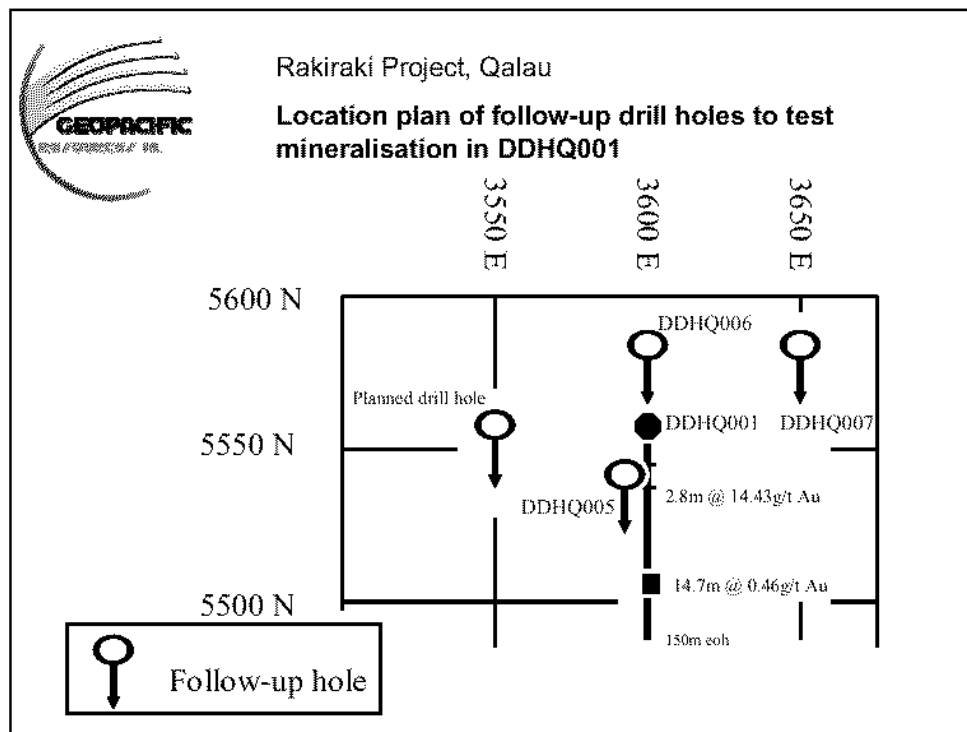 Rakiraki Project, Qalau
GEOPACIFIC
RESOURCES NL
Location plan of follow-up drill holes to test
mineralisation in DDHQ001
3550 E
3600 E
3650 E
5600 N
DDHQ006
Planned drill hole
DDHQ001
DDHQ007
5550 N
DDHQ005
2.8m @ 14.43g/t Au
14.7m @ 0.46g/t Au
5500 N
150m eoh
Follow-up hole